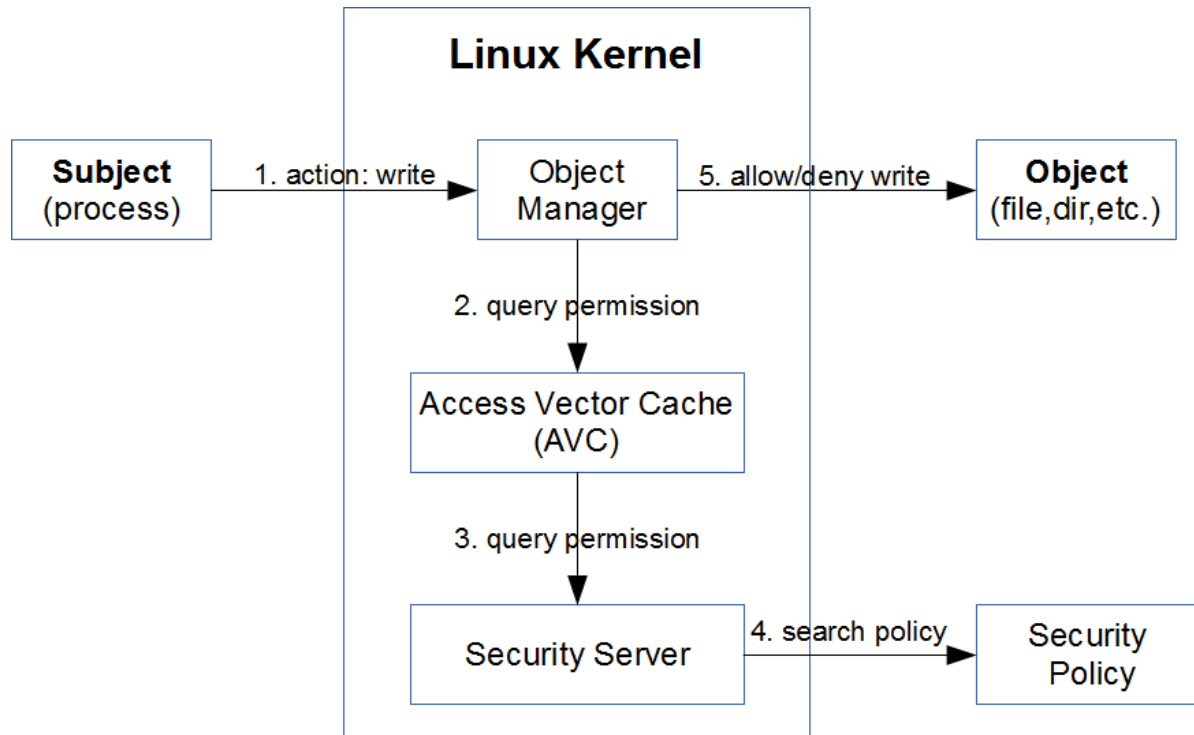 Linux Kernel
Subject
(process)
1. action: write
Object
Manager
5. allow/deny write
Object
(file,dir,etc.)
2. query permission
Access Vector Cache
(AVC)
3. query permission
Security Server
4. search policy
Security
Policy